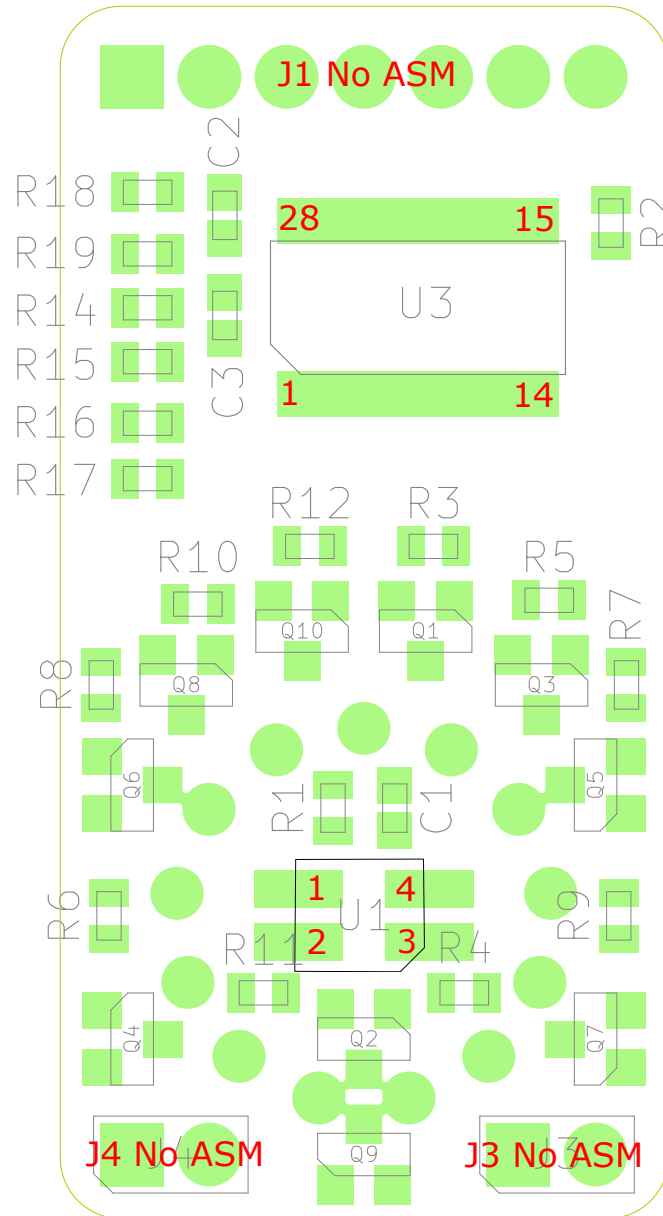 J1 No ASM
C2
R18
28
15
R2
R19
R14
U3
R15
C3
1
14
R16
R17
R12
R3
R10
R5
R7
Q10
Q1
R8
Q8
Q3
Q6
Q5
R1
C1
1
4
R6
U1
R9
2
3
R11
R4
Q4
Q2
Q7
J4 No ASM
J4
Q9
J3 No ASM
J3